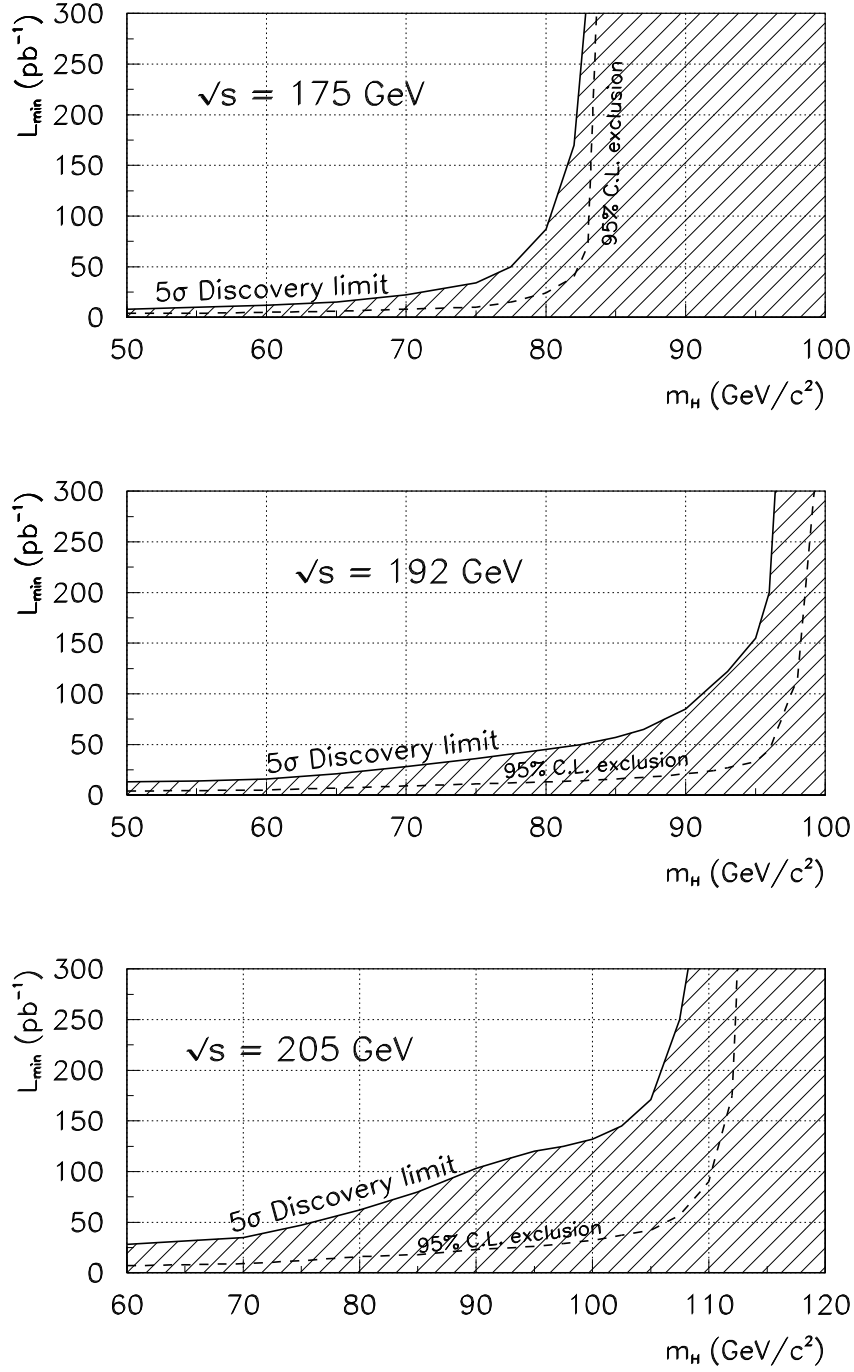 L_min (pb⁻¹)
300
250
200
150
100
50
0
√s = 175 GeV
5σ Discovery limit
95% C.L. exclusion
50 60 70 80 90 100
m_H (GeV/c²)
L_min (pb⁻¹)
300
250
200
150
100
50
0
√s = 192 GeV
5σ Discovery limit
95% C.L. exclusion
50 60 70 80 90 100
m_H (GeV/c²)
L_min (pb⁻¹)
300
250
200
150
100
50
0
√s = 205 GeV
5σ Discovery limit
95% C.L. exclusion
60 70 80 90 100 110 120
m_H (GeV/c²)